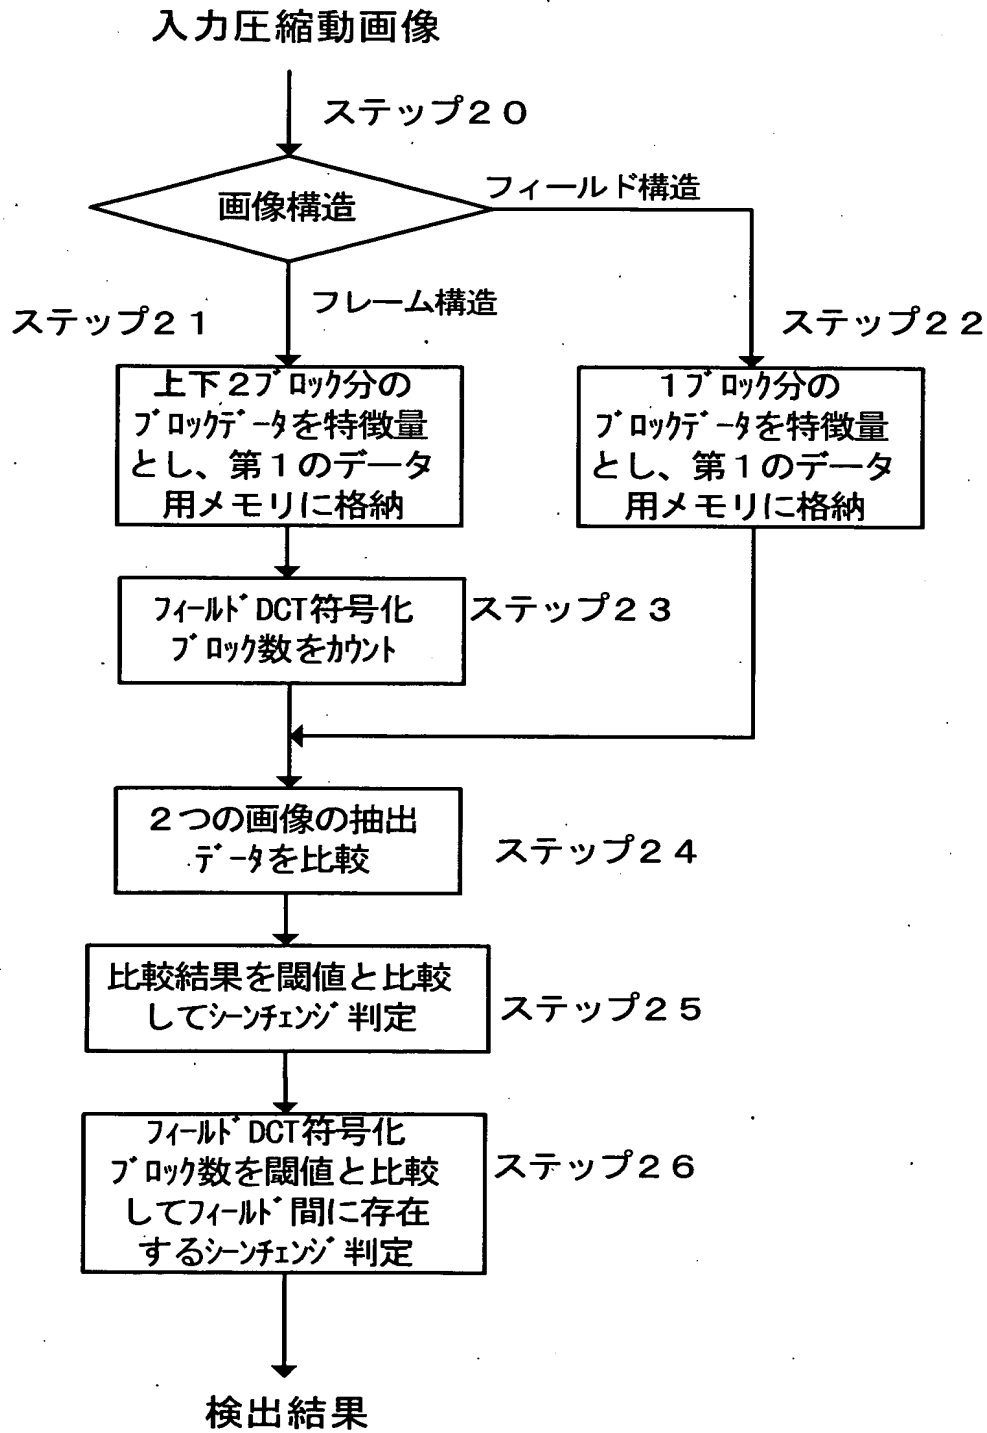 入力圧縮動画像
ステップ２０
画像構造
フィールド構造
フレーム構造
ステップ２１
ステップ２２
上下２ﾌﾞﾛｯｸ分の
ﾌﾞﾛｯｸﾃﾞｰﾀを特徴量
とし、第１のデータ
用メモリに格納
１ﾌﾞﾛｯｸ分の
ﾌﾞﾛｯｸﾃﾞｰﾀを特徴量
とし、第１のデータ
用メモリに格納
ﾌｨｰﾙﾄﾞDCT符号化
ﾌﾞﾛｯｸ数をｶｳﾝﾄ
ステップ２３
２つの画像の抽出
ﾃﾞｰﾀを比較
ステップ２４
比較結果を閾値と比較
してｼｰﾝﾁｪﾝｼﾞ判定
ステップ２５
ﾌｨｰﾙﾄﾞDCT符号化
ﾌﾞﾛｯｸ数を閾値と比較
してﾌｨｰﾙﾄﾞ間に存在
するｼｰﾝﾁｪﾝｼﾞ判定
ステップ２６
検出結果